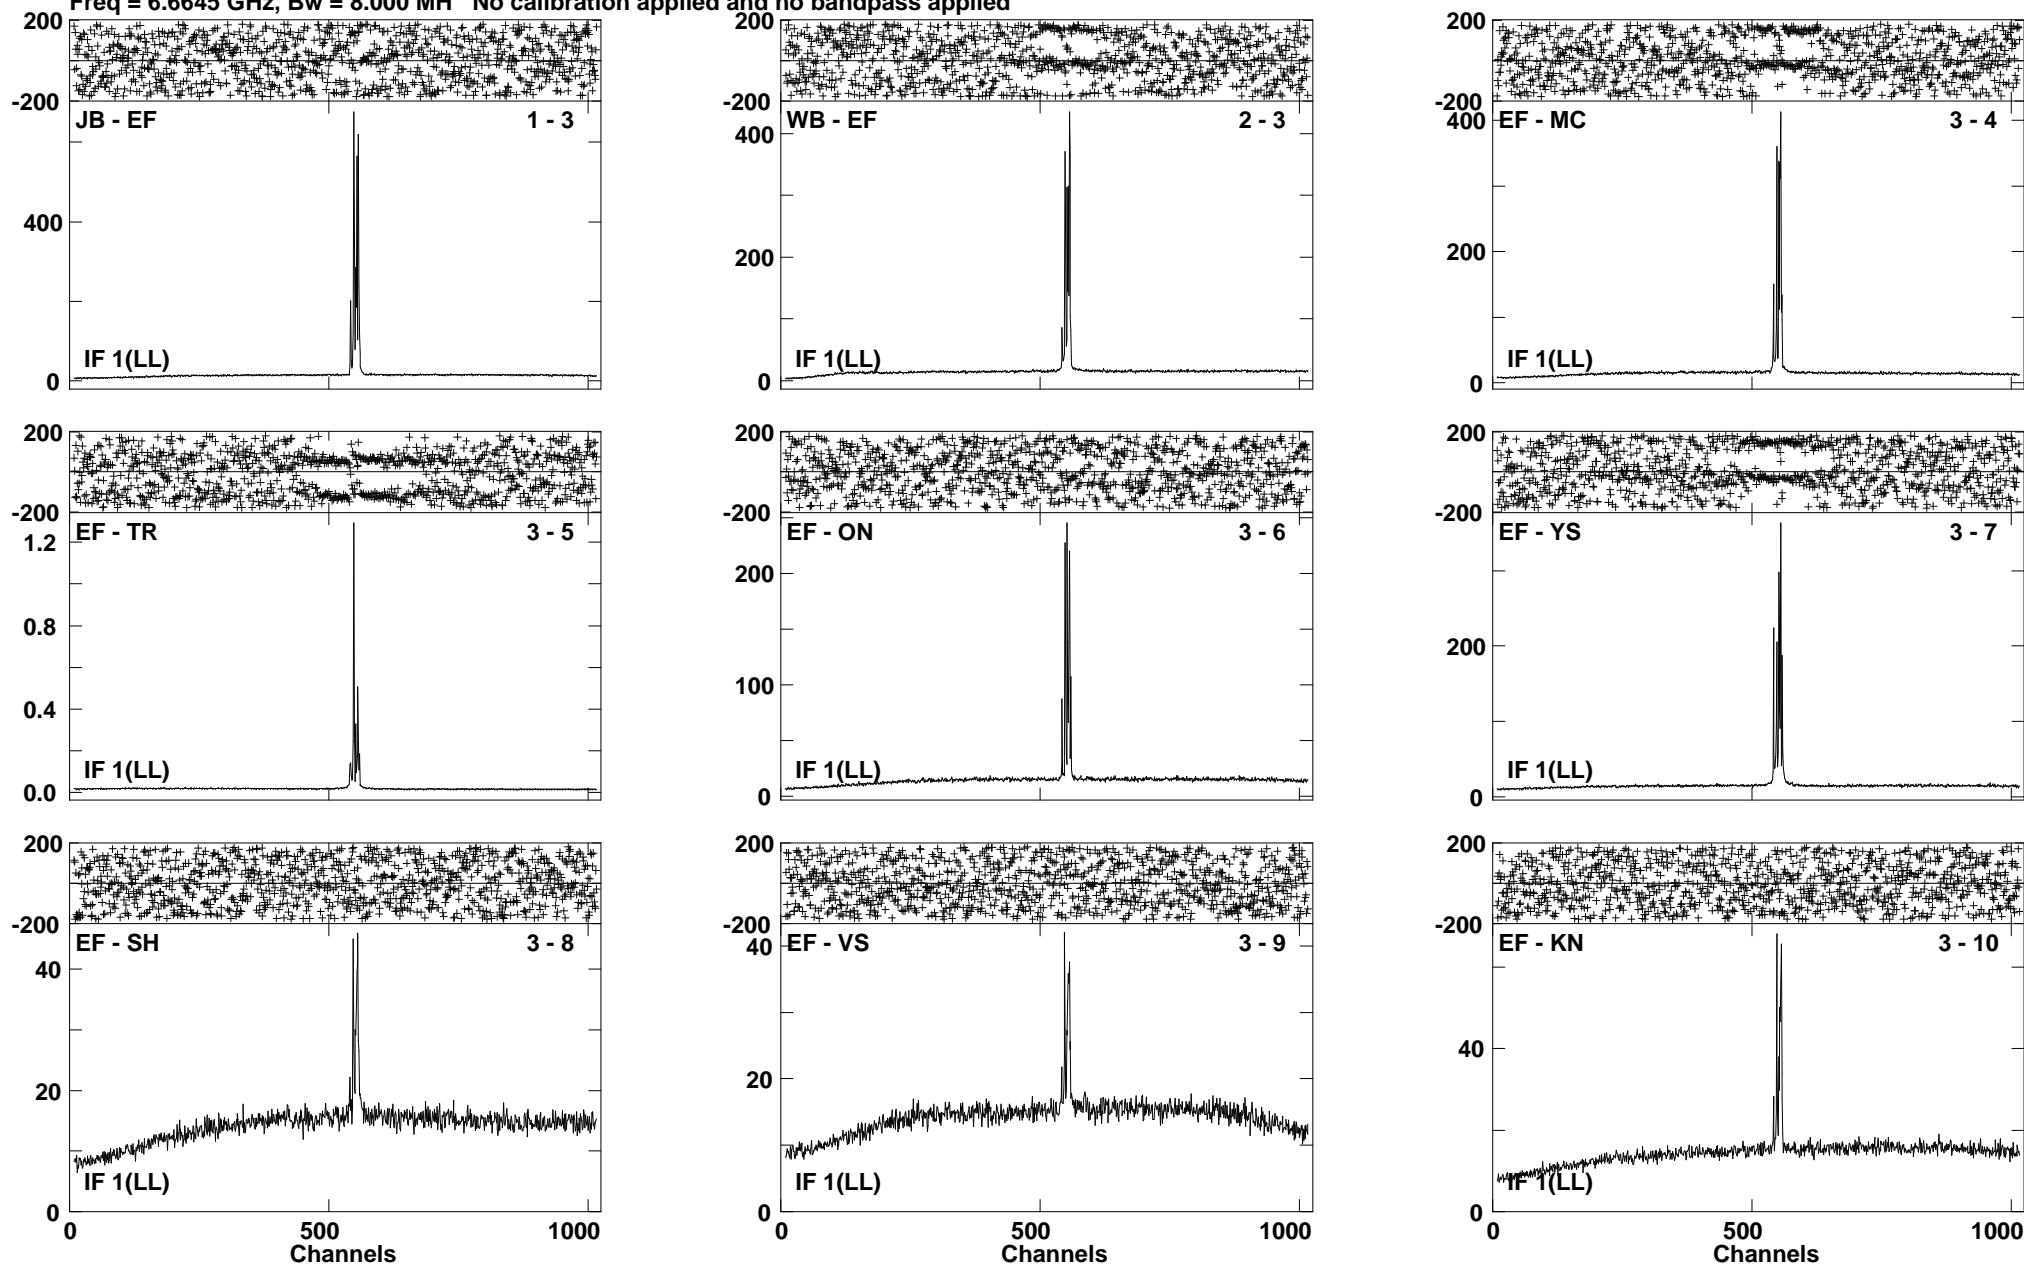 Freq = 6.6645 GHz, Bw = 8.000 MH No calibration applied and no bandpass applied
200 200 200
-200 -200 -200
JB - EF 1 - 3 WB - EF 2 - 3 EF - MC 3 - 4
400 400
400
200 200
IF 1(LL) IF 1(LL) IF 1(LL)
0 0 0
200 200 200
-200 -200 -200
EF - TR 3 - 5 EF - ON 3 - 6 EF - YS 3 - 7
1.2
200
0.8
200
100
0.4
IF 1(LL) IF 1(LL) IF 1(LL)
0.0 0 0
200 200 200
-200 -200 -200
EF - SH 3 - 8 EF - VS 3 - 9 EF - KN 3 - 10
40 40
40
20 20
IF 1(LL) IF 1(LL) IF 1(LL)
0 0 0
0 500 1000 0 500 1000 0 500 1000
Channels Channels Channels